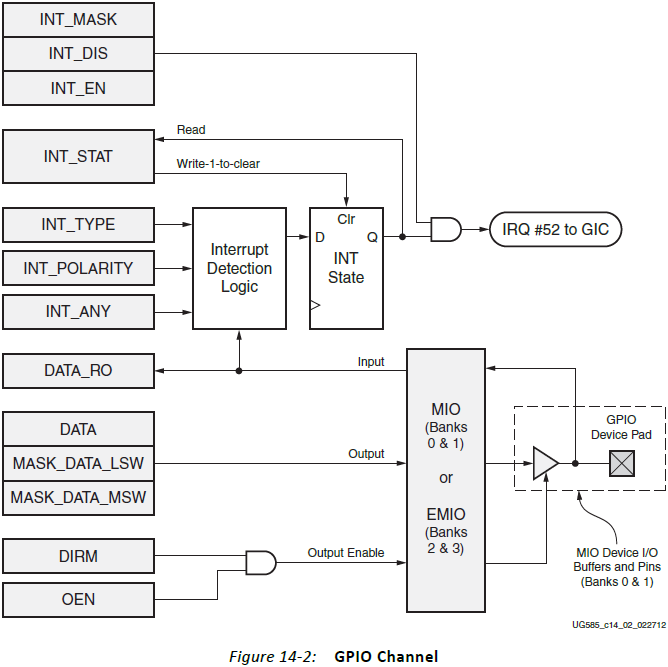 INT_MASK
INT_DIS
INT_EN
INT_STAT
Read
Write-1-to-clear
INT_TYPE
INT_POLARITY
INT_ANY
Interrupt
Detection
Logic
Clr
D
Q
INT
State
IRQ #52 to GIC
DATA_RO
Input
DATA
MASK_DATA_LSW
MASK_DATA_MSW
Output
DIRM
OEN
Output Enable
MIO
(Banks
0 & 1)
or
EMIO
(Banks
2 & 3)
GPIO
Device Pad
MIO Device I/O
Buffers and Pins
(Banks 0 & 1)
UG585_c14_02_022712
Figure 14-2: GPIO Channel